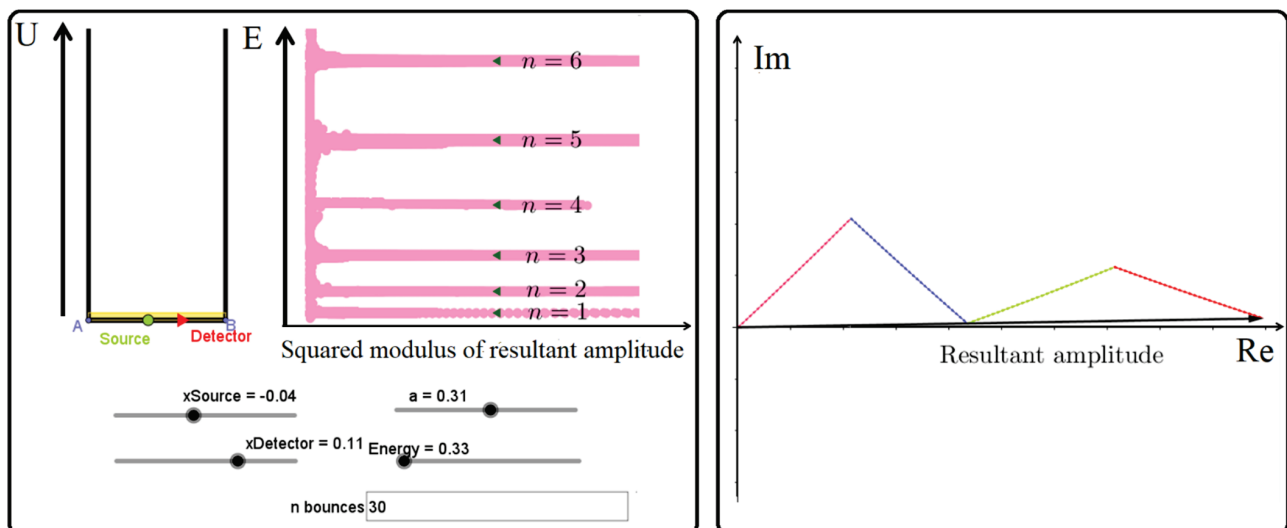 U
E
n = 6
n = 5
n = 4
n = 3
n = 2
n = 1
A
B
Source
Detector
Squared modulus of resultant amplitude
xSource = -0.04
a = 0.31
xDetector = 0.11
Energy = 0.33
n bounces 30
Im
Resultant amplitude
Re